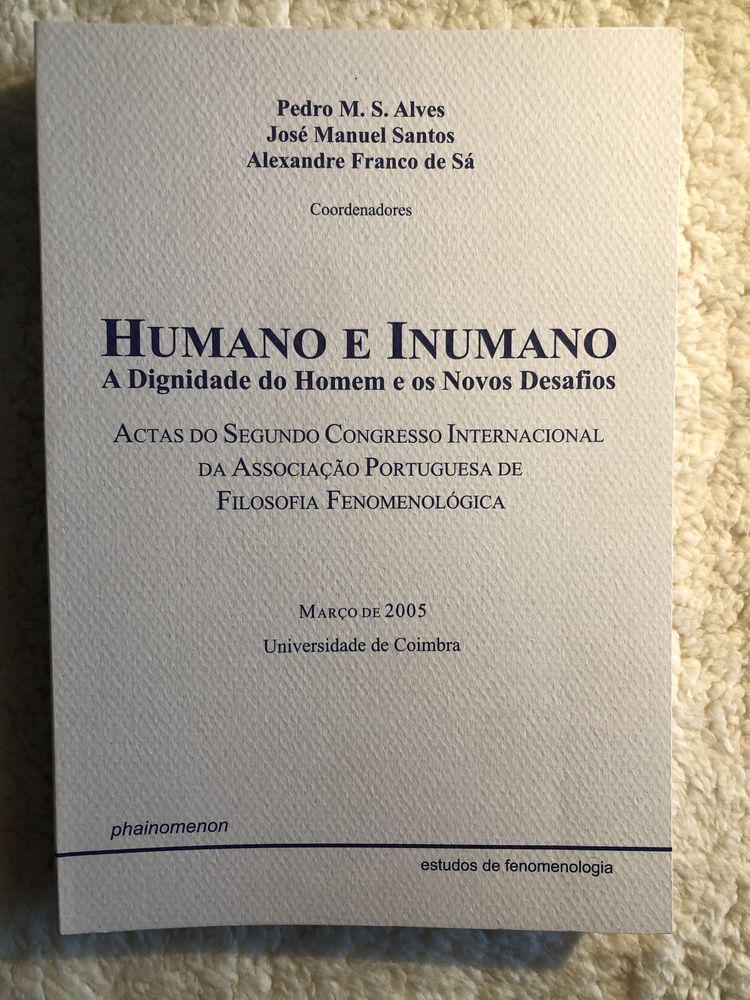 Pedro M. S. Alves
José Manuel Santos
Alexandre Franco de Sá
Coordenadores
HUMANO E INUMANO
A Dignidade do Homem e os Novos Desafios
ACTAS DO SEGUNDO CONGRESSO INTERNACIONAL
DA ASSOCIAÇÃO PORTUGUESA DE
FILOSOFIA FENOMENOLÓGICA
MARÇO DE 2005
Universidade de Coimbra
phainomenon
estudos de fenomenologia